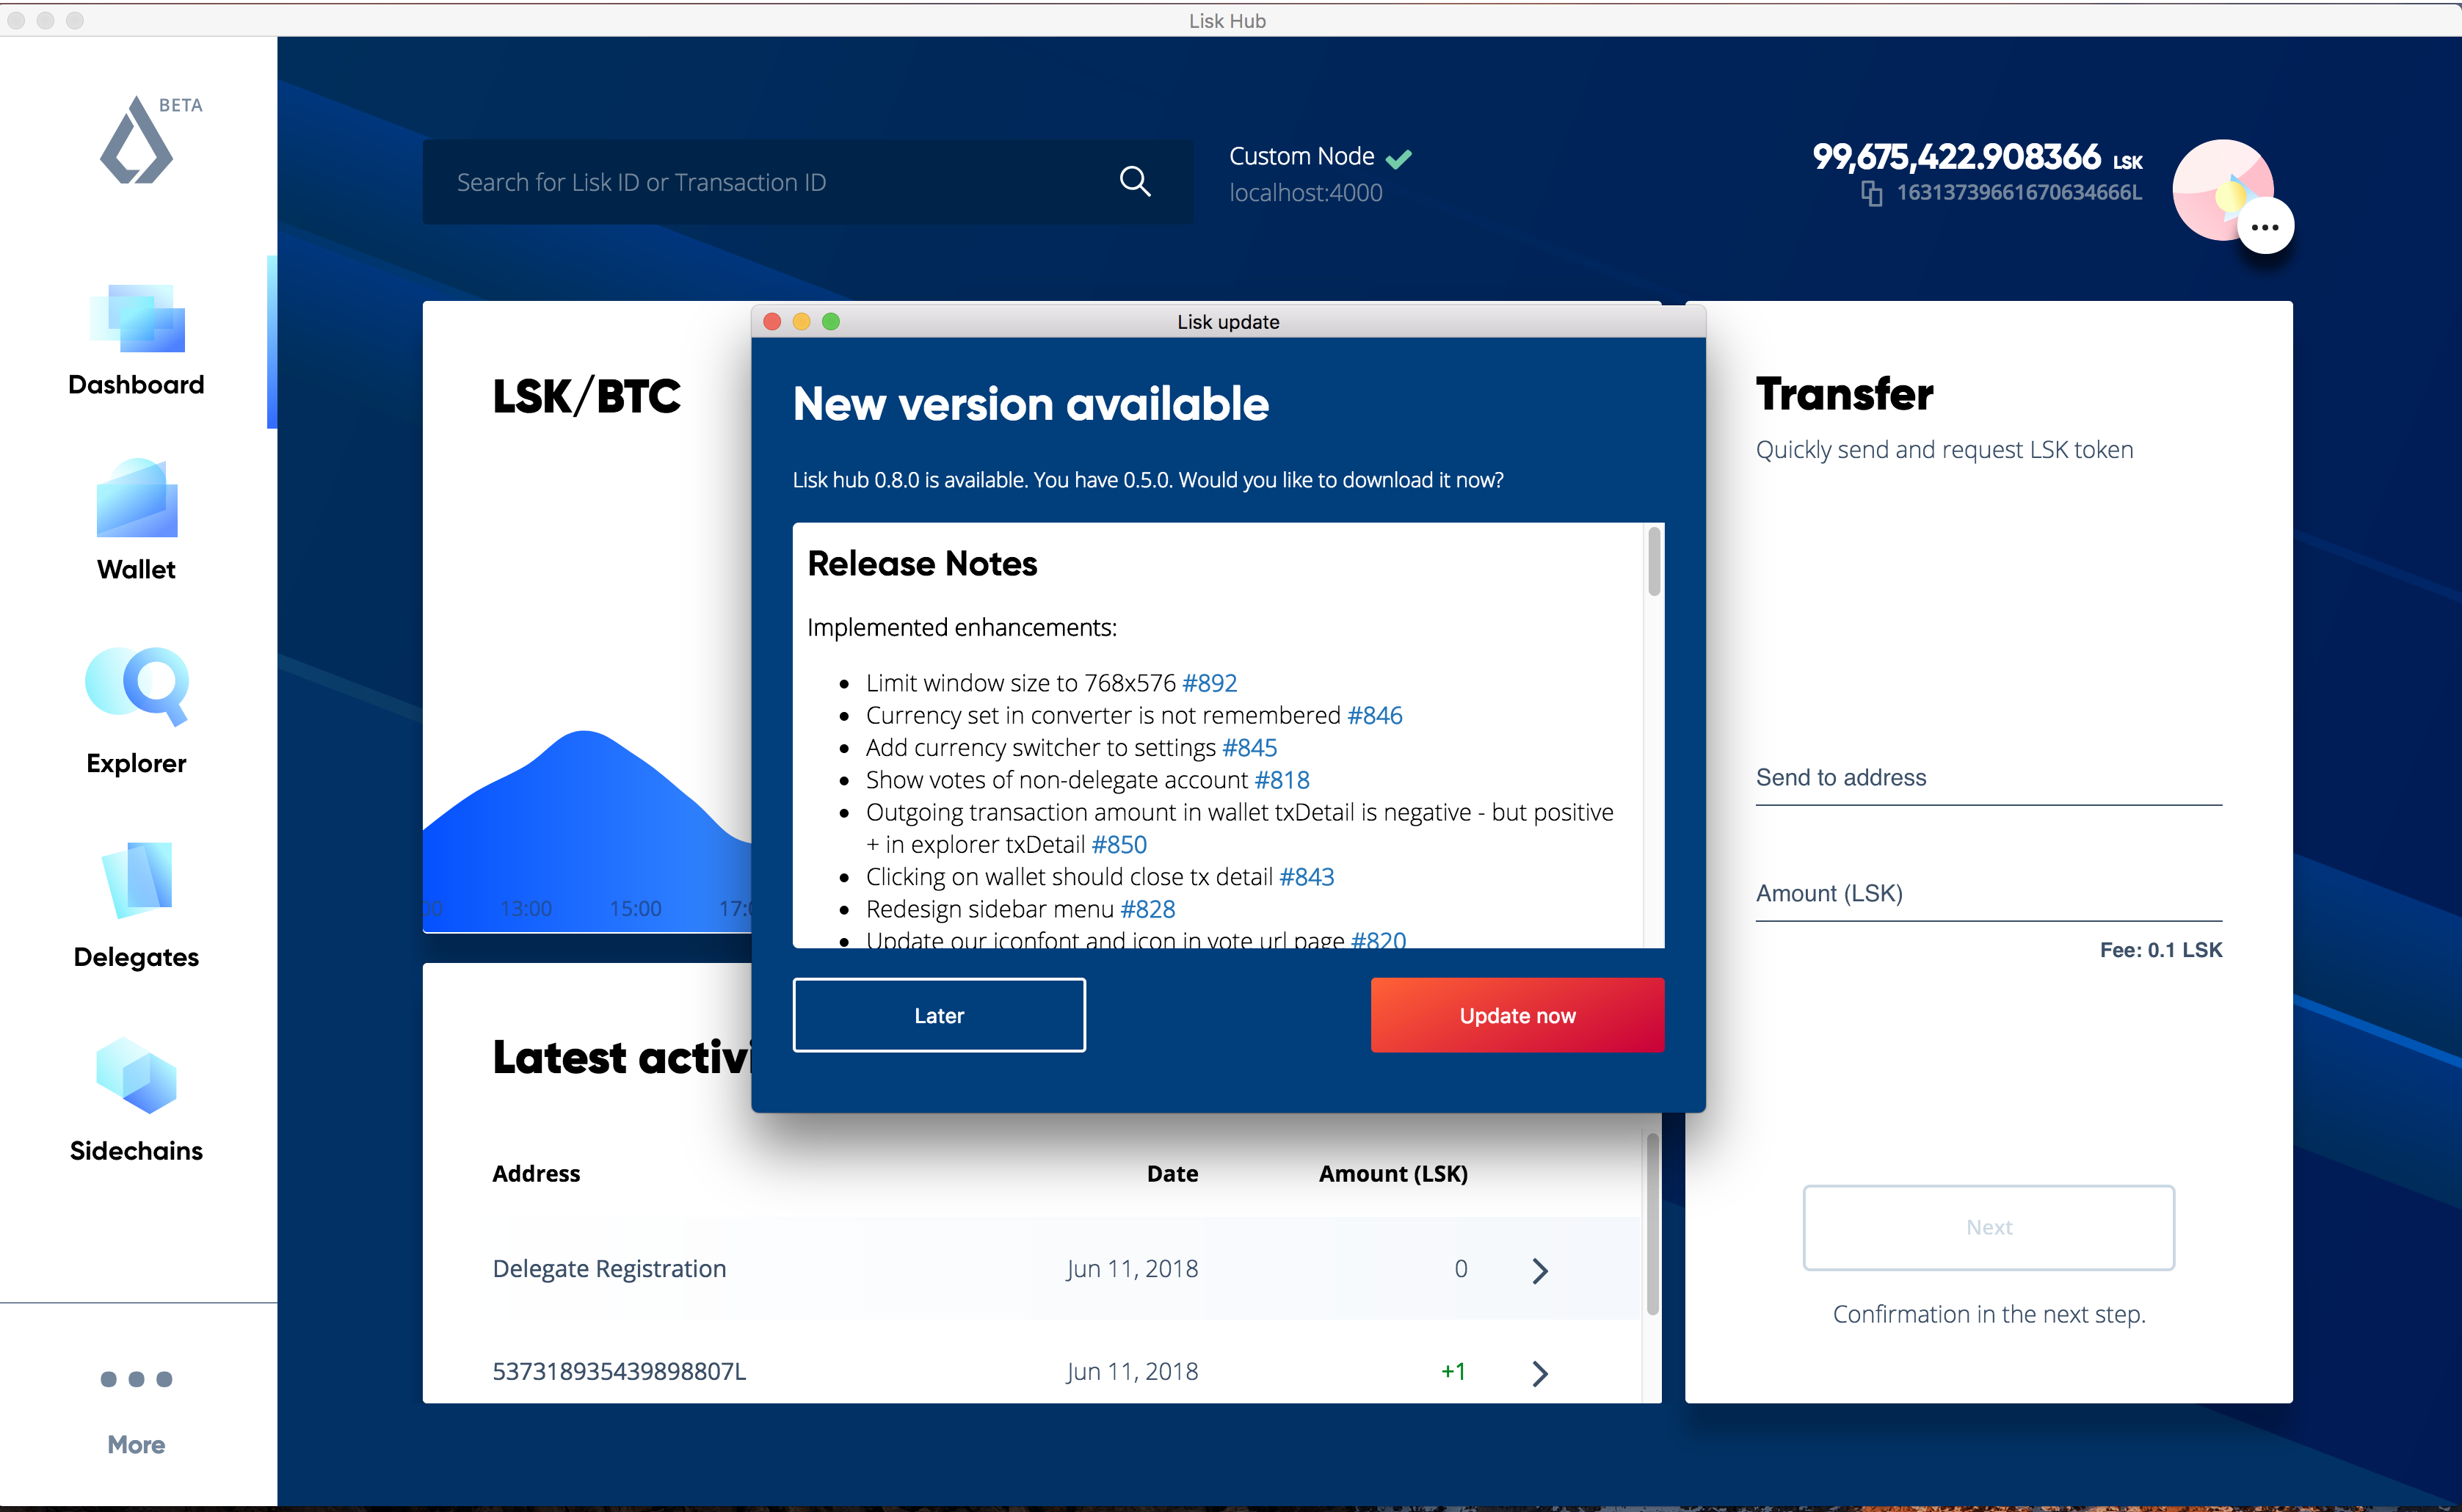 Lisk Hub
BETA
Dashboard
Wallet
Explorer
Delegates
Sidechains
More
Search for Lisk ID or Transaction ID
Custom Node
localhost:4000
99,675,422.908366 LSK
16313739661670634666L
LSK/BTC
13:00 15:00
Lisk update
New version available
Lisk hub 0.8.0 is available. You have 0.5.0. Would you like to download it now?
Release Notes
Implemented enhancements:
• Limit window size to 768x576 #892
• Currency set in converter is not remembered #846
• Add currency switcher to settings #845
• Show votes of non-delegate account #818
• Outgoing transaction amount in wallet txDetail is negative - but positive
+ in explorer txDetail #850
• Clicking on wallet should close tx detail #843
• Redesign sidebar menu #828
• Update our iconfont and icon in vote url page #820
Later
Update now
Latest activi
Address Date Amount (LSK)
Delegate Registration Jun 11, 2018 0
537318935439898807L Jun 11, 2018 +1
Transfer
Quickly send and request LSK token
Send to address
Amount (LSK)
Fee: 0.1 LSK
Next
Confirmation in the next step.